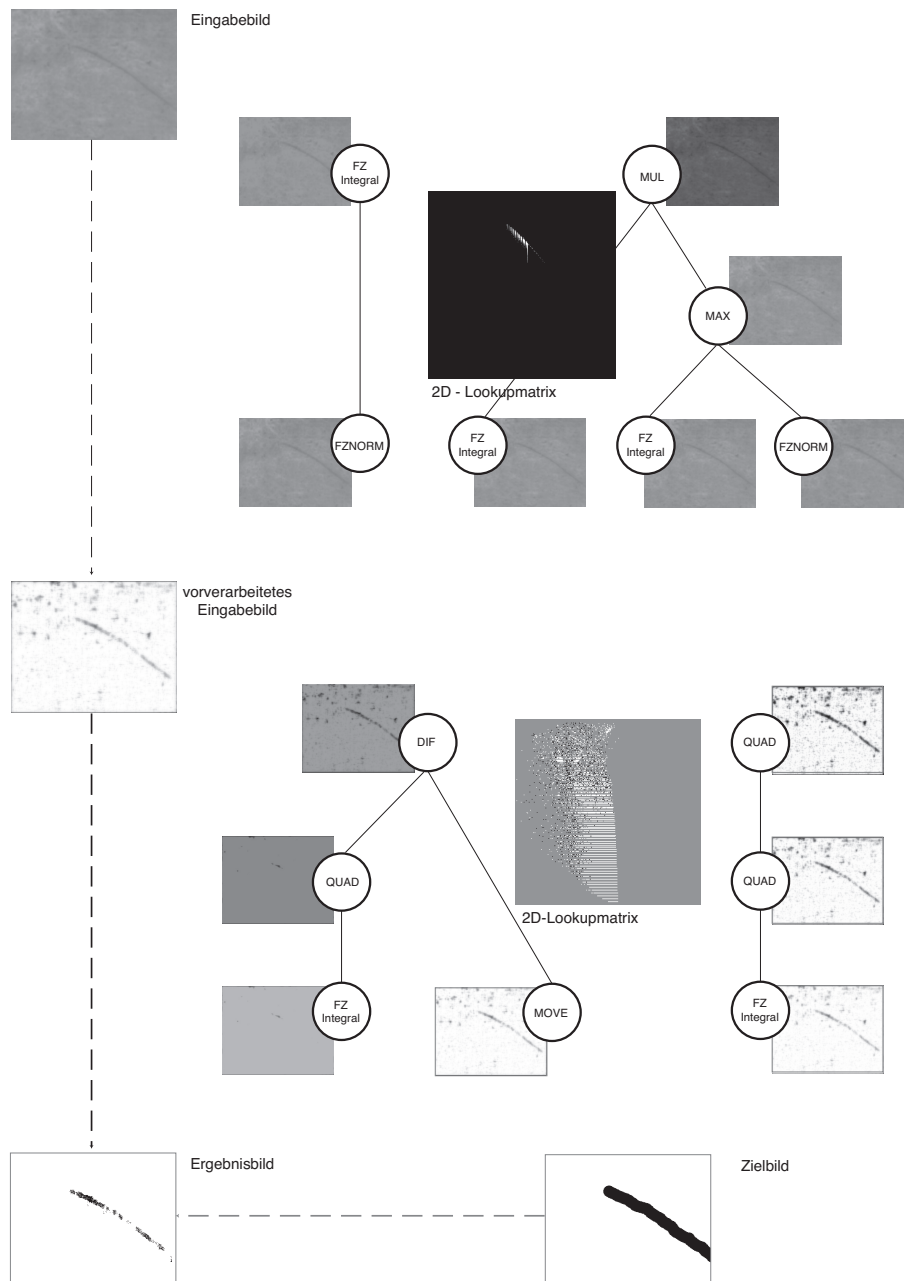 Eingabebild
FZ
Integral
MUL
MAX
2D - Lookupmatrix
FZNORM
FZ
Integral
FZ
Integral
FZNORM
vorverarbeitetes
Eingabebild
DIF
QUAD
QUAD
QUAD
2D-Lookupmatrix
FZ
Integral
MOVE
FZ
Integral
Ergebnisbild
Zielbild